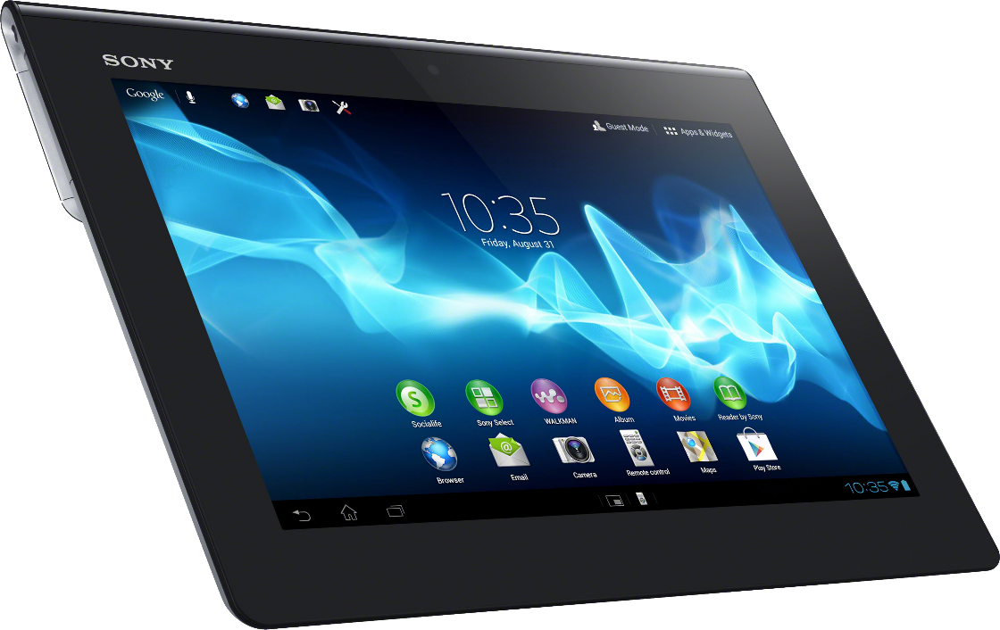 SONY
Google
Guest Mode
Apps & Widgets
10:35
Friday, August 31
Socialife
Sony Select
WALKMAN
Album
Movies
Reader by Sony
Browser
Email
Camera
Remote control
Maps
Play Store
10:35